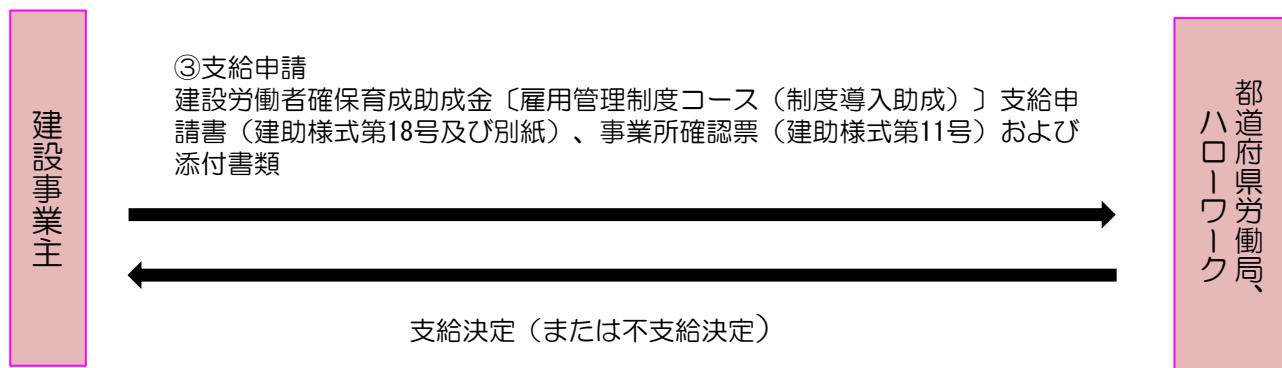 建設事業主
③支給申請
建設労働者確保育成助成金〔雇用管理制度コース（制度導入助成）〕支給申
請書（建助様式第18号及び別紙）、事業所確認票（建助様式第11号）および
添付書類
支給決定（または不支給決定）
都道府県労働局、
ハローワーク